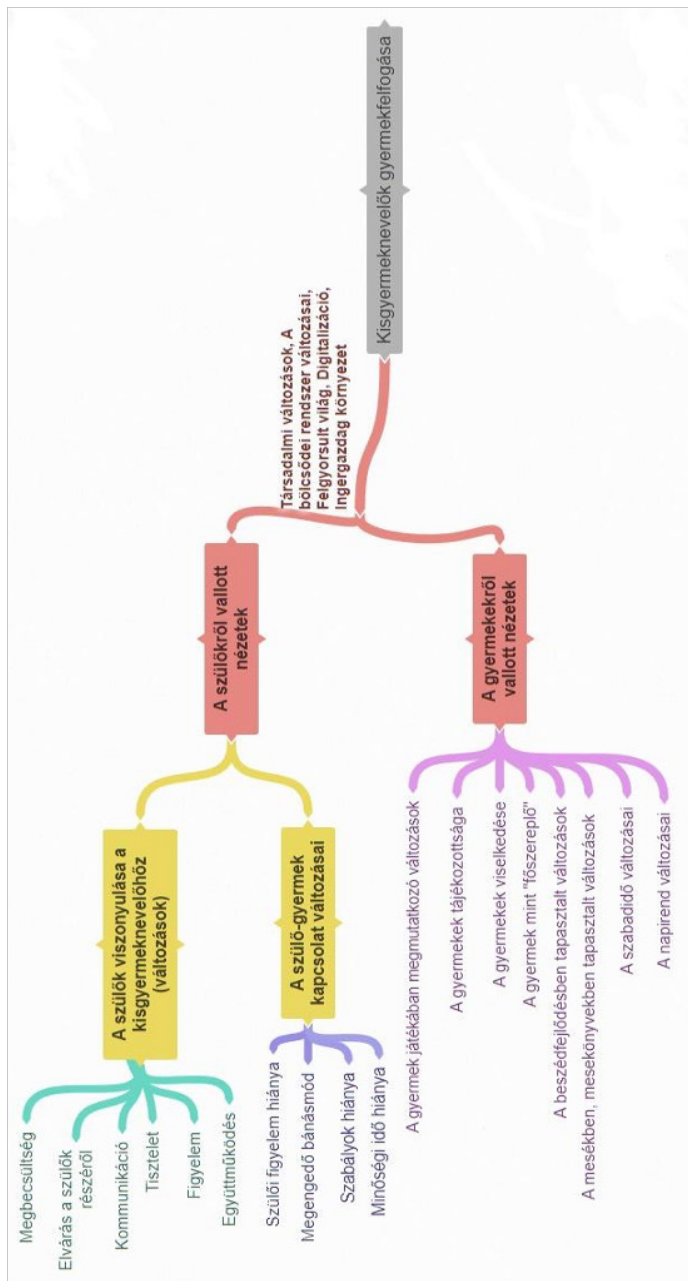 Kisgyermeknevelők gyermekfelfogása
Társadalmi változások, A
bölcsődei rendszer változásai,
Felgyorsult világ, Digitalizáció,
Ingergazdag környezet
A szülőkről vallott
nézetek
A szülők viszonyulása a
kisgyermeknevelőhöz
(változások)
Megbecsültség
Elvárás a szülők
részéről
Kommunikáció
Tisztelet
Figyelem
Együttműködés
A szülő-gyermek
kapcsolat változásai
Szülői figyelem hiánya
Megengedő bánásmód
Szabályok hiánya
Minőségi idő hiánya
A gyermekekről
vallott nézetek
A gyermek játékában megmutatkozó változások
A gyermekek tájékozottsága
A gyermekek viselkedése
A gyermek mint "főszereplő"
A beszédfejlődésben tapasztalt változások
A mesékben, mesekönyvekben tapasztalt változások
A szabadidő változásai
A napirend változásai